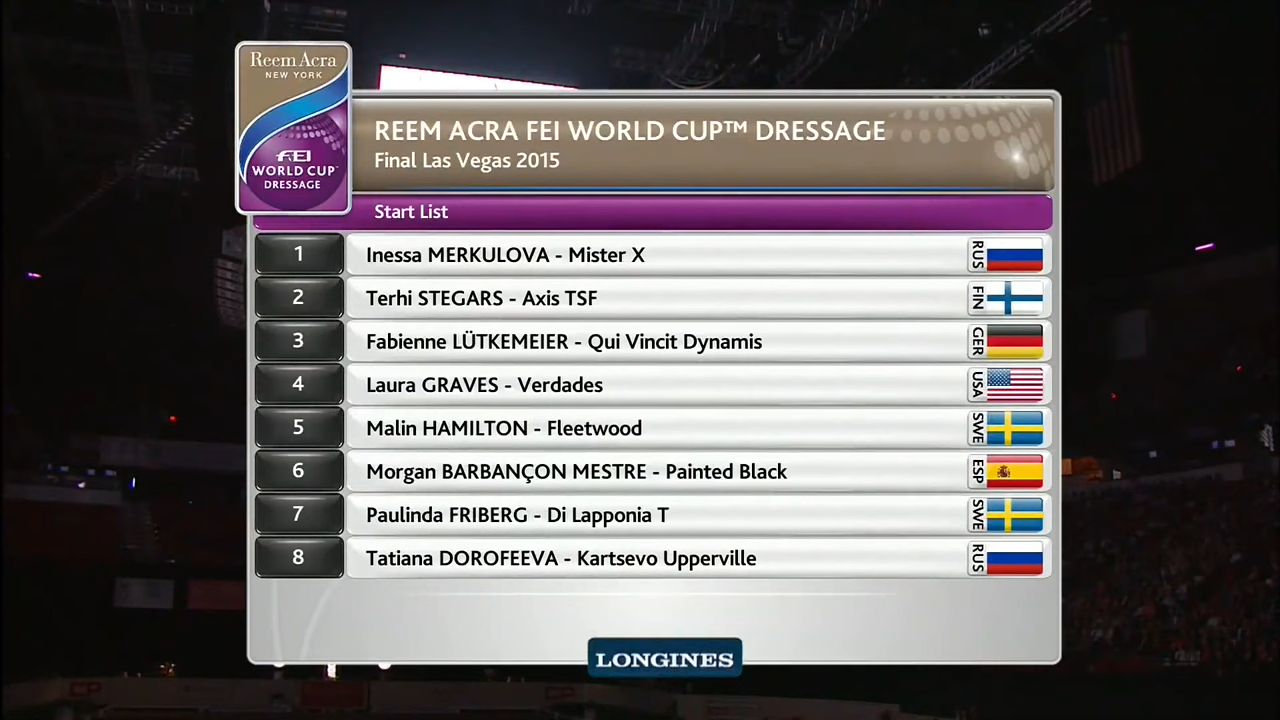 Reem Acra
NEW YORK
FEI
WORLD CUP™
DRESSAGE
REEM ACRA FEI WORLD CUP™ DRESSAGE
Final Las Vegas 2015
Start List
1 Inessa MERKULOVA - Mister X RUS
2 Terhi STEGARS - Axis TSF FIN
3 Fabienne LÜTKEMEIER - Qui Vincit Dynamis GER
4 Laura GRAVES - Verdades USA
5 Malin HAMILTON - Fleetwood SWE
6 Morgan BARBANÇON MESTRE - Painted Black ESP
7 Paulinda FRIBERG - Di Lapponia T SWE
8 Tatiana DOROFEEVA - Kartsevo Upperville RUS
LONGINES